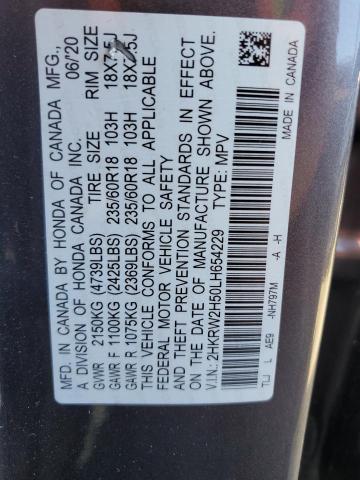 MFD. IN CANADA BY HONDA OF CANADA MFG.,
A DIVISION OF HONDA CANADA INC. 06/20
TIRE SIZE RIM SIZE
GVWR 2150KG (4739LBS)
GAWR F 1100KG (2425LBS) 235/60R18 103H 18X7.5J
GAWR R 1075KG (2369LBS) 235/60R18 103H 18X7.5J
THIS VEHICLE CONFORMS TO ALL APPLICABLE
FEDERAL MOTOR VEHICLE SAFETY
AND THEFT PREVENTION STANDARDS IN EFFECT
ON THE DATE OF MANUFACTURE SHOWN ABOVE.
V.I.N.: 2HKRW2H50LH654229 TYPE: MPV
TLJ L AE9 -NH797M -A -H
MADE IN CANADA